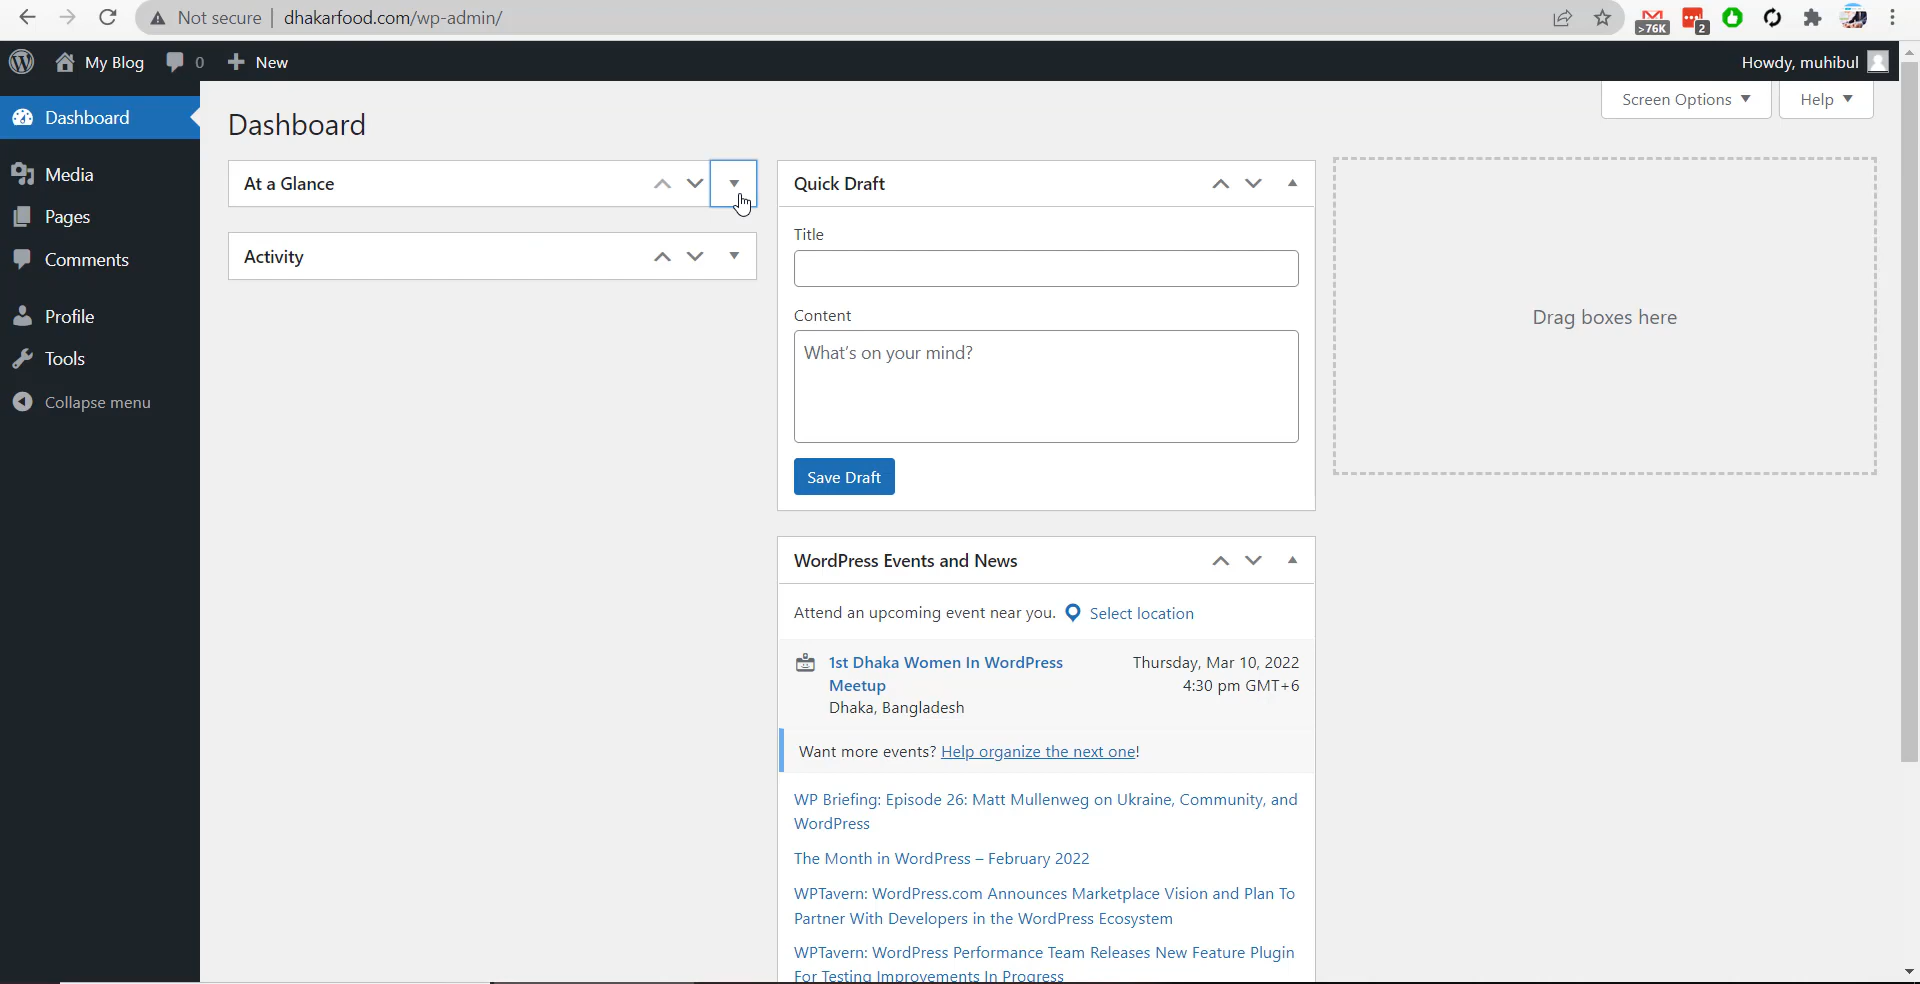 Not secure | dhakarfood.com/wp-admin/
>76K
2
My Blog
0
New
Howdy, muhibul
Dashboard
Media
Pages
Comments
Profile
Tools
Collapse menu
Screen Options
Help
Dashboard
At a Glance
Activity
Quick Draft
Title
Content
What's on your mind?
Save Draft
Drag boxes here
WordPress Events and News
Attend an upcoming event near you. Select location
1st Dhaka Women In WordPress
Meetup
Dhaka, Bangladesh
Thursday, Mar 10, 2022
4:30 pm GMT+6
Want more events? Help organize the next one!
WP Briefing: Episode 26: Matt Mullenweg on Ukraine, Community, and
WordPress
The Month in WordPress – February 2022
WPTavern: WordPress.com Announces Marketplace Vision and Plan To
Partner With Developers in the WordPress Ecosystem
WPTavern: WordPress Performance Team Releases New Feature Plugin
For Testing Improvements In Progress